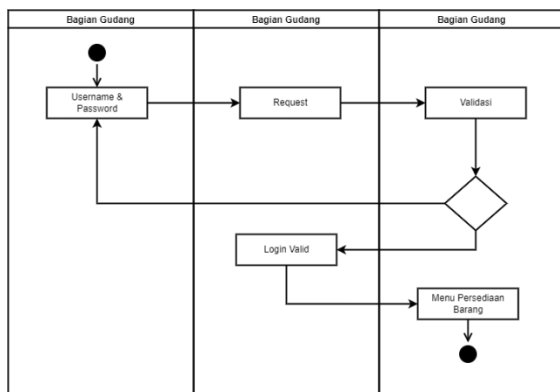 Bagian Gudang
Bagian Gudang
Bagian Gudang
Username &
Password
Request
Validasi
Login Valid
Menu Persediaan
Barang